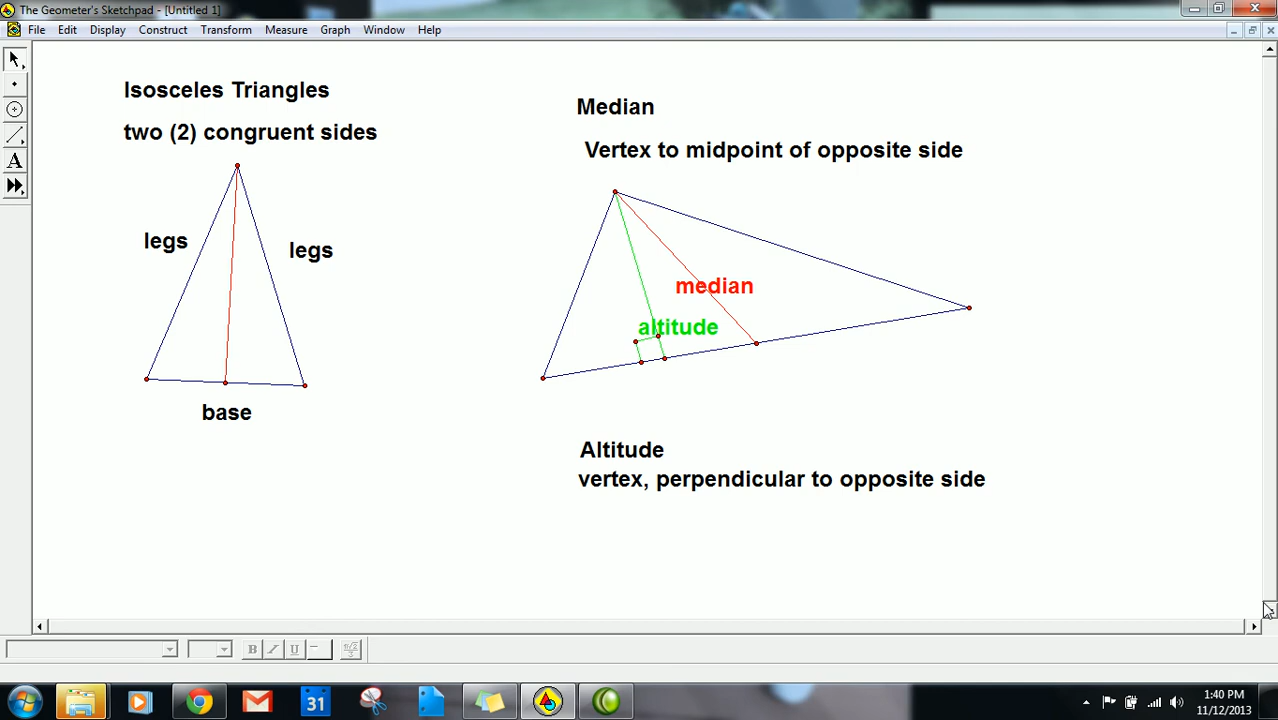 The Geometer's Sketchpad - [Untitled 1]
File Edit Display Construct Transform Measure Graph Window Help
A
Isosceles Triangles
two (2) congruent sides
legs
legs
base
Median
Vertex to midpoint of opposite side
median
altitude
Altitude
vertex, perpendicular to opposite side
B I U
31
1:40 PM
11/12/2013